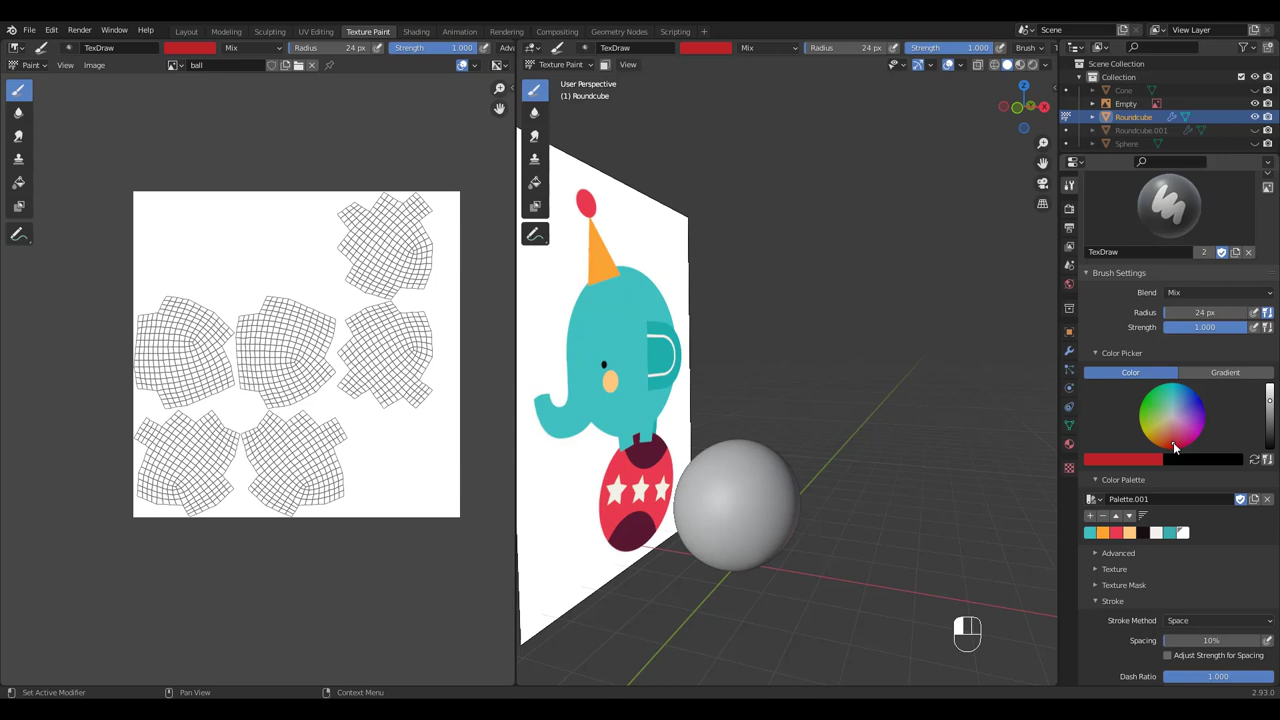 File Edit Render Window Help Layout Modeling Sculpting UV Editing Texture Paint Shading Animation Rendering Compositing Geometry Nodes Scripting + Scene View Layer
TexDraw Mix Radius 24 px Strength 1.000 Adv TexDraw Mix Radius 24 px Strength 1.000 Brush
Paint View Image ball Texture Paint View
Scene Collection
Collection
Cone
Empty
Roundcube
Roundcube.001
Sphere
User Perspective
(1) Roundcube
X
Y
Z
TexDraw 2
Brush Settings
Blend Mix
Radius 24 px
Strength 1.000
Color Picker
Color Gradient
Color Palette
Palette.001
Advanced
Texture
Texture Mask
Stroke
Stroke Method Space
Spacing 10%
Adjust Strength for Spacing
Dash Ratio 1.000
Set Active Modifier Pan View Context Menu 2.93.0